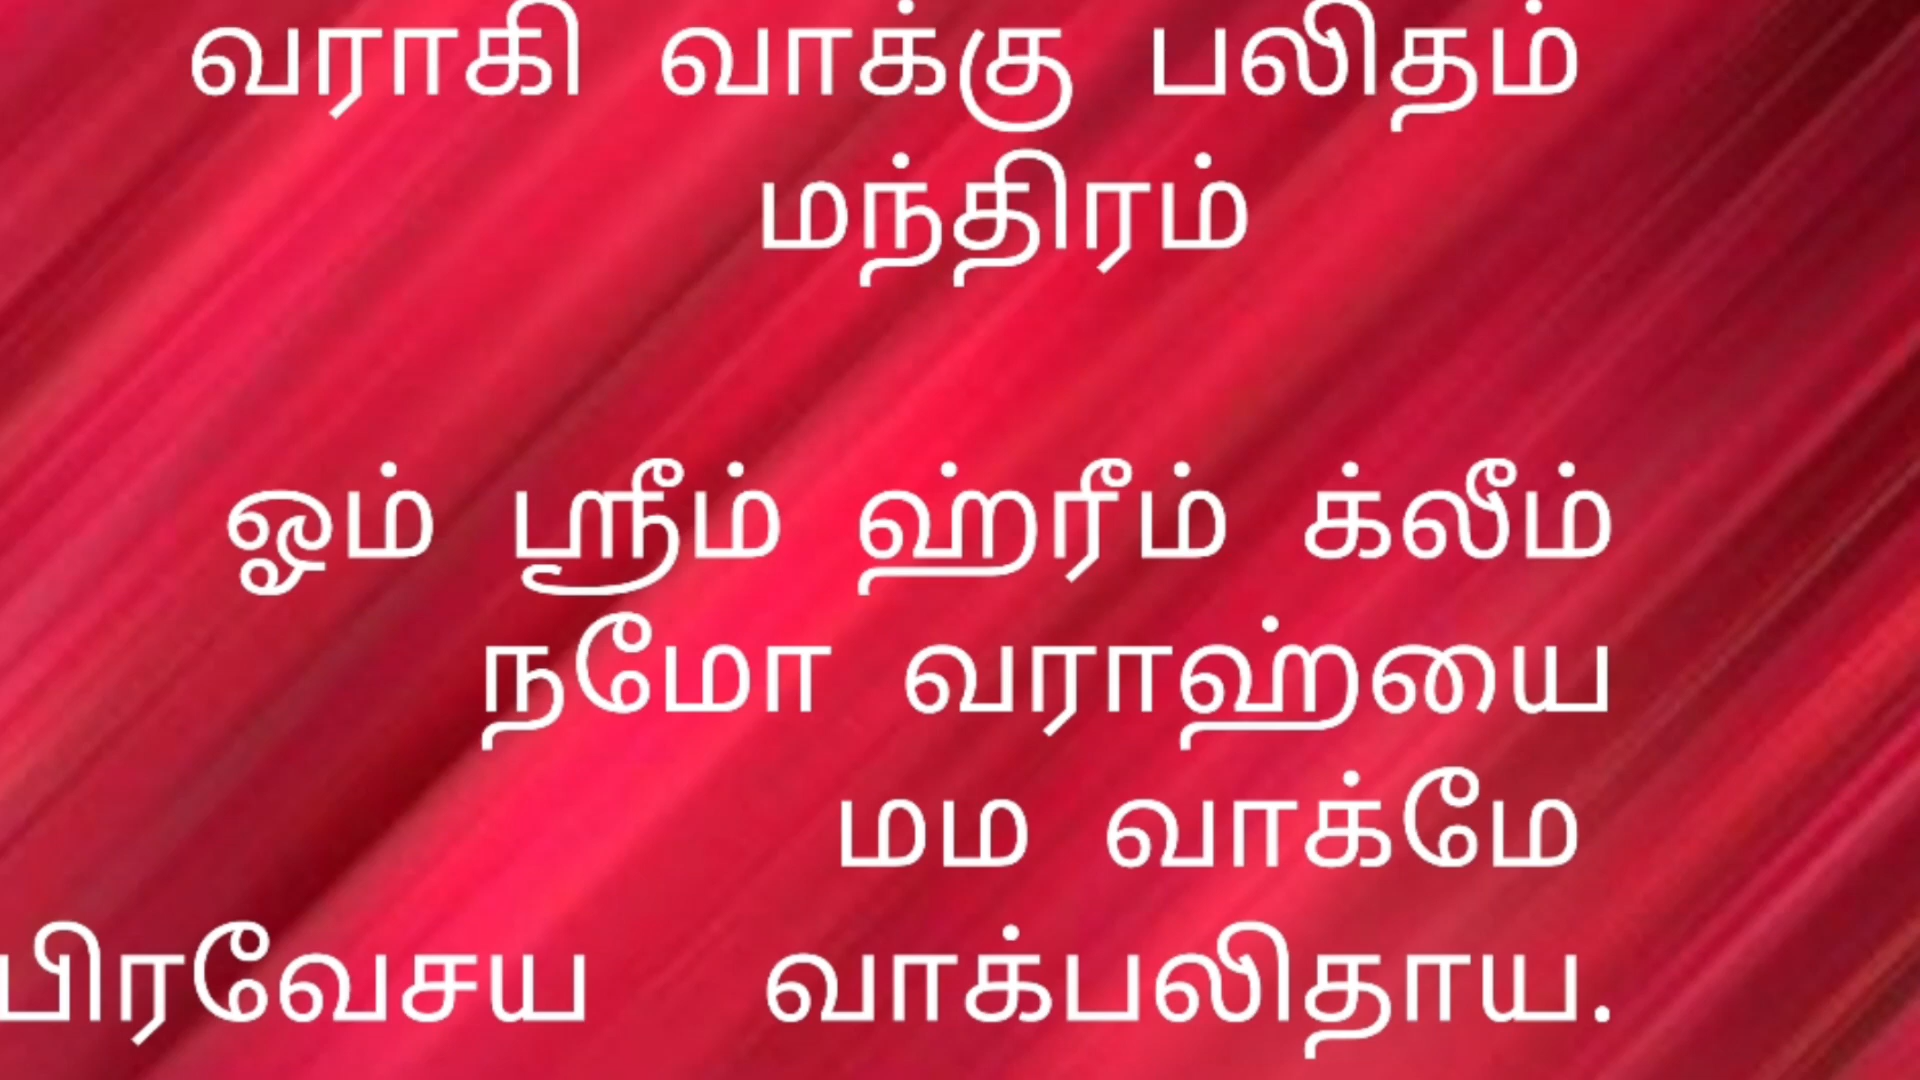 வராகி வாக்கு பலிதம்
மந்திரம்
ஓம் ஸ்ரீம் ஹ்ரீம் க்லீம்
நமோ வராஹ்யை
மம வாக்மே
பிரவேசய வாக்பலிதாய.